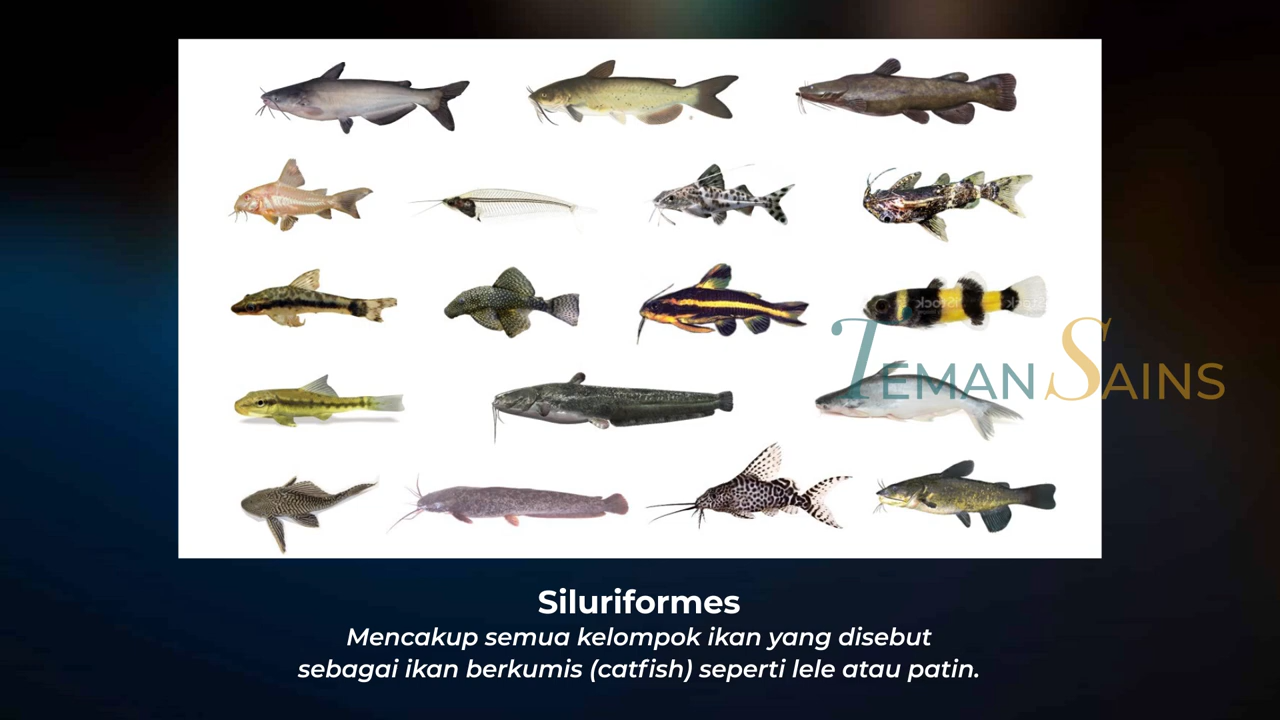 TEMAN SAINS
Siluriformes
Mencakup semua kelompok ikan yang disebut
sebagai ikan berkumis (catfish) seperti lele atau patin.